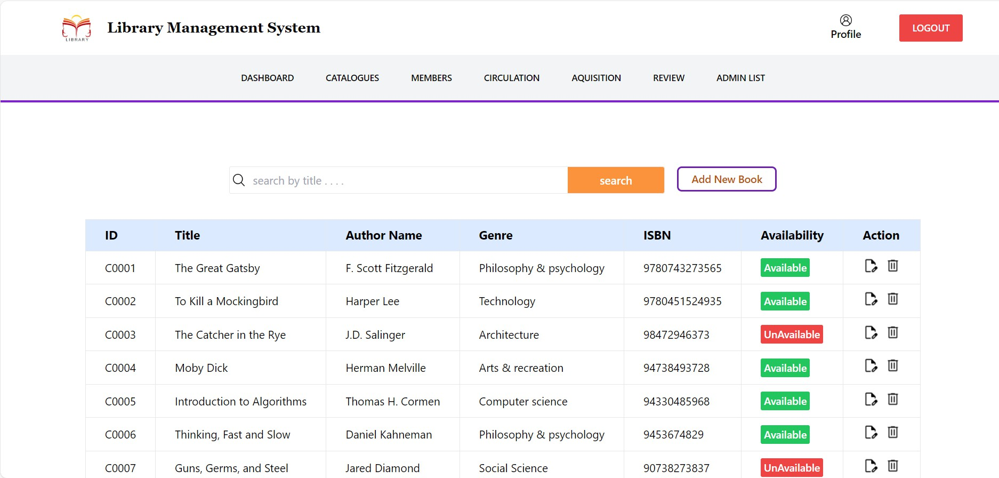 LIBRARY
Library Management System
Profile
LOGOUT
DASHBOARD CATALOGUES MEMBERS CIRCULATION AQUISITION REVIEW ADMIN LIST
search by title . . . . search Add New Book
ID Title Author Name Genre ISBN Availability Action
C0001 The Great Gatsby F. Scott Fitzgerald Philosophy & psychology 9780743273565 Available
C0002 To Kill a Mockingbird Harper Lee Technology 9780451524935 Available
C0003 The Catcher in the Rye J.D. Salinger Architecture 98472946373 UnAvailable
C0004 Moby Dick Herman Melville Arts & recreation 94738493728 Available
C0005 Introduction to Algorithms Thomas H. Cormen Computer science 94330485968 Available
C0006 Thinking, Fast and Slow Daniel Kahneman Philosophy & psychology 9453674829 Available
C0007 Guns, Germs, and Steel Jared Diamond Social Science 90738273837 UnAvailable